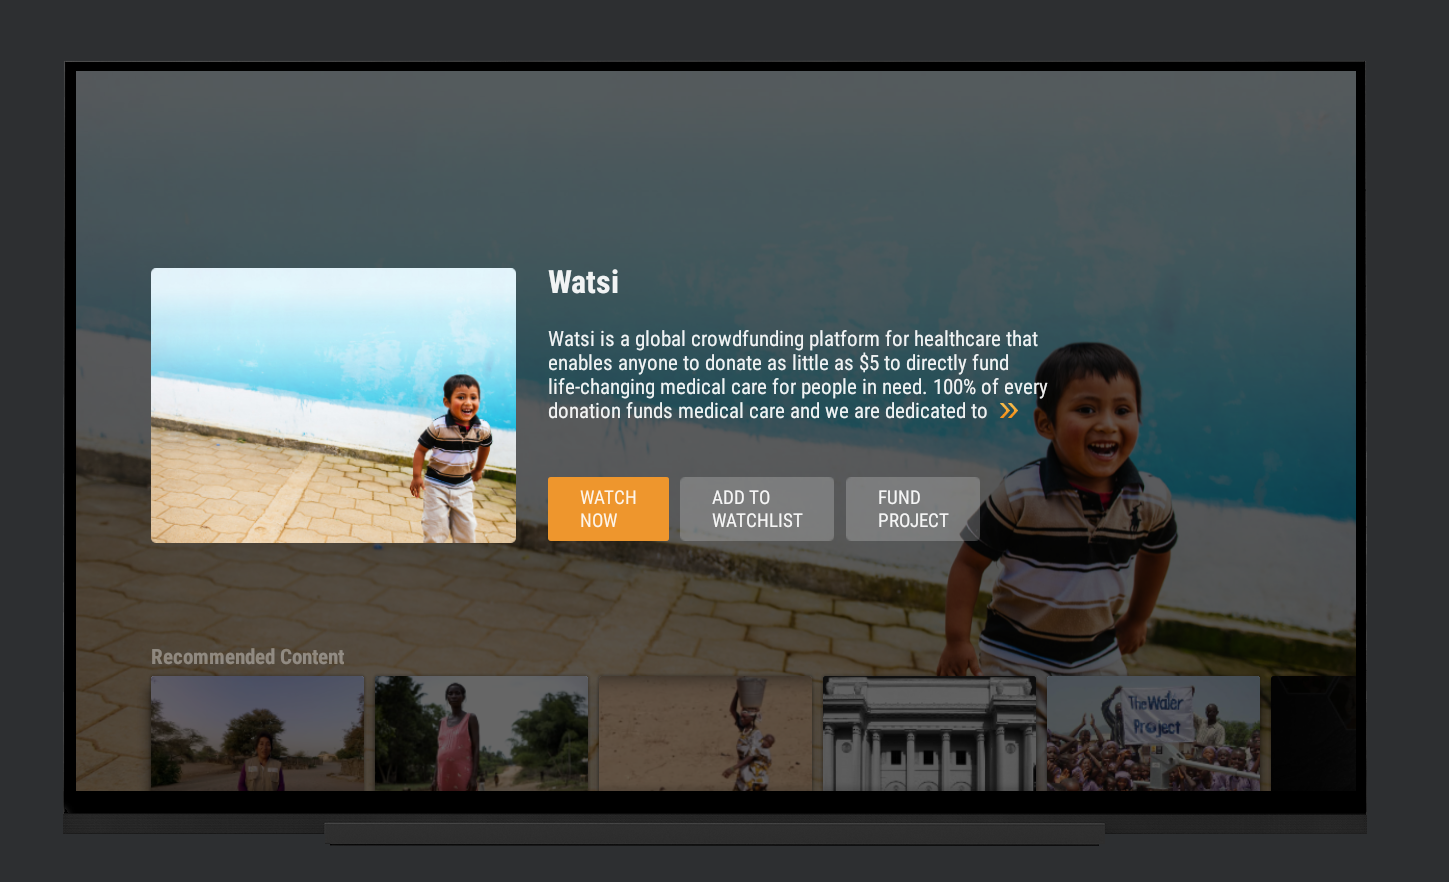 Watsi
Watsi is a global crowdfunding platform for healthcare that
enables anyone to donate as little as $5 to directly fund
life-changing medical care for people in need. 100% of every
donation funds medical care and we are dedicated to »
WATCH
NOW
ADD TO
WATCHLIST
FUND
PROJECT
Recommended Content
The Water
Project